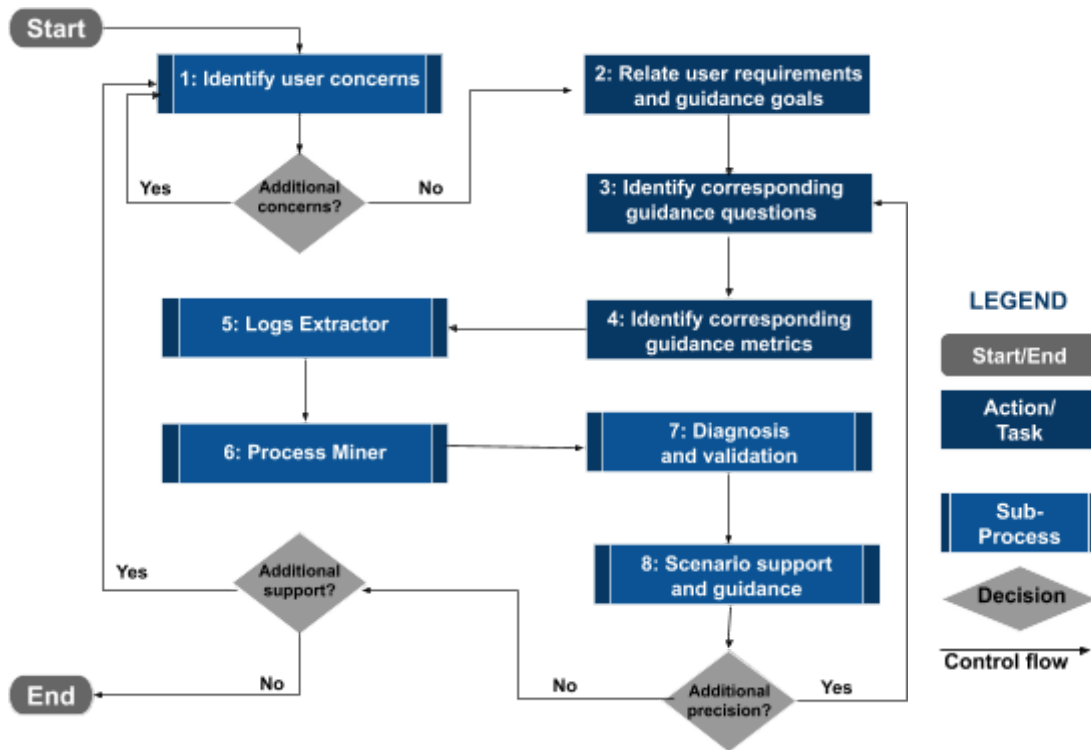 Start
1: Identify user concerns
2: Relate user requirements
and guidance goals
Yes
Additional
concerns?
No
3: Identify corresponding
guidance questions
5: Logs Extractor
4: Identify corresponding
guidance metrics
6: Process Miner
7: Diagnosis
and validation
Yes
Additional
support?
8: Scenario support
and guidance
End
No
No
Additional
precision?
Yes
LEGEND
Start/End
Action/
Task
Sub-
Process
Decision
Control flow